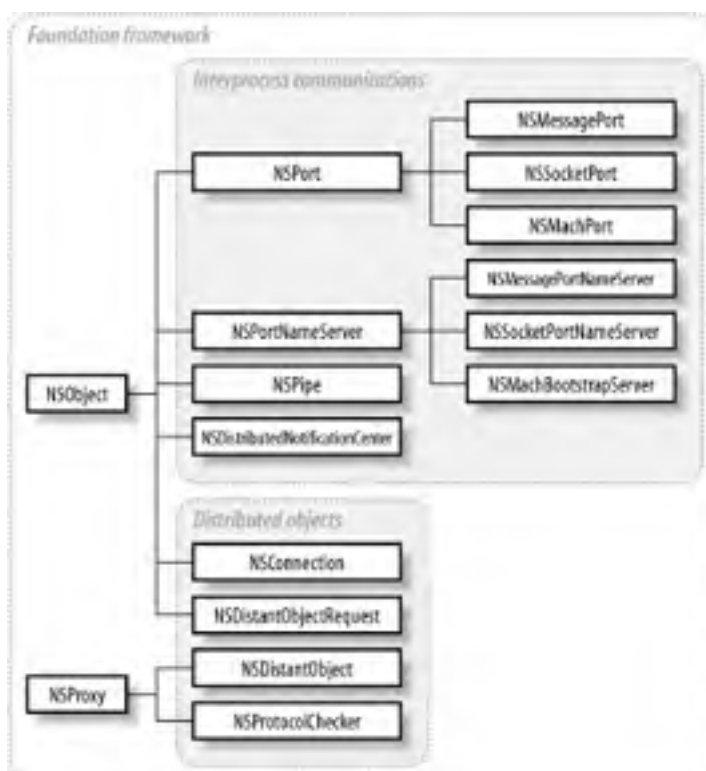 Foundation framework
Interprocess communications
NSMessagePort
NSPort
NSSocketPort
NSMachPort
NSMessagePortNameServer
NSPortNameServer
NSSocketPortNameServer
NSObject
NSPipe
NSMachBootstrapServer
NSDistributedNotificationCenter
Distributed objects
NSConnection
NSDistantObjectRequest
NSProxy
NSDistantObject
NSProtocolChecker